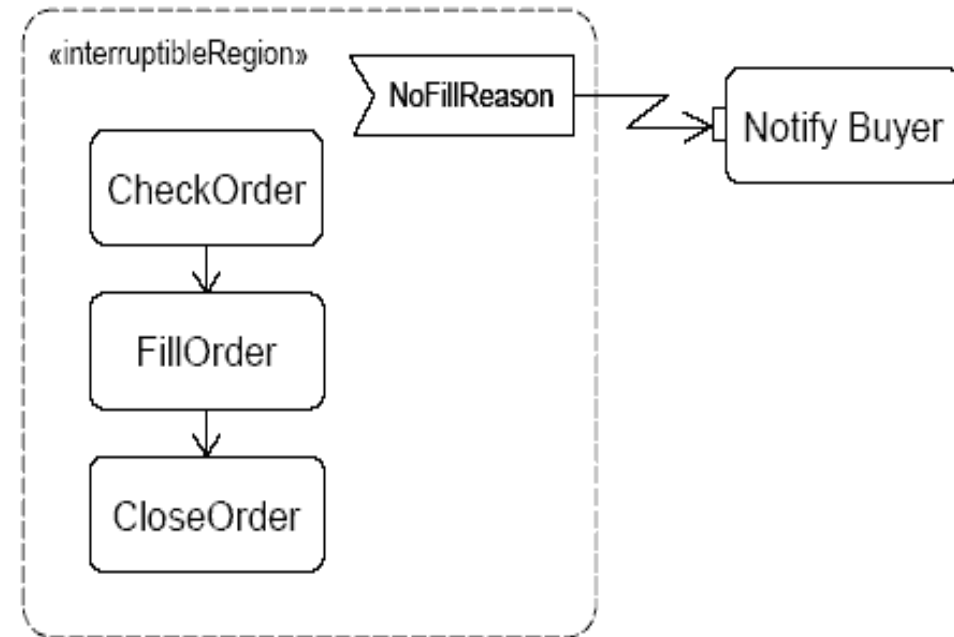 «interruptibleRegion»
NoFillReason
Notify Buyer
CheckOrder
FillOrder
CloseOrder